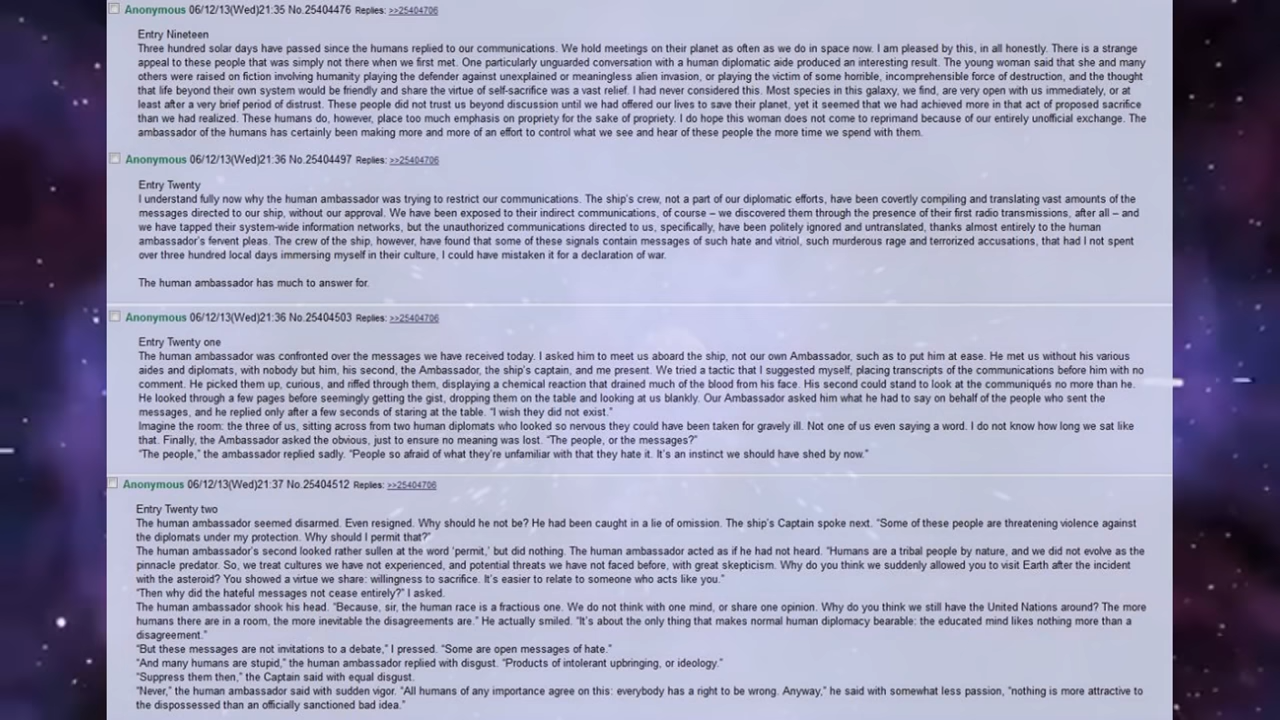 Anonymous 06/12/13(Wed)21:35 No.25404476 Replies: >>25404706
Entry Nineteen
Three hundred solar days have passed since the humans replied to our communications. We hold meetings on their planet as often as we do in space now. I am pleased by this, in all honestly. There is a strange
appeal to these people that was simply not there when we first met. One particularly unguarded conversation with a human diplomatic aide produced an interesting result. The young woman said that she and many
others were raised on fiction involving humanity playing the defender against unexplained or meaningless alien invasion, or playing the victim of some horrible, incomprehensible force of destruction, and the thought
that life beyond their own system would be friendly and share the virtue of self-sacrifice was a vast relief. I had never considered this. Most species in this galaxy, we find, are very open with us immediately, or at
least after a very brief period of distrust. These people did not trust us beyond discussion until we had offered our lives to save their planet, yet it seemed that we had achieved more in that act of proposed sacrifice
than we had realized. These humans do, however, place too much emphasis on propriety for the sake of propriety. I do hope this woman does not come to reprimand because of our entirely unofficial exchange. The
ambassador of the humans has certainly been making more and more of an effort to control what we see and hear of these people the more time we spend with them.
Anonymous 06/12/13(Wed)21:36 No.25404497 Replies: >>25404706
Entry Twenty
I understand fully now why the human ambassador was trying to restrict our communications. The ship's crew, not a part of our diplomatic efforts, have been covertly compiling and translating vast amounts of the
messages directed to our ship, without our approval. We have been exposed to their indirect communications, of course – we discovered them through the presence of their first radio transmissions, after all – and
we have tapped their system-wide information networks, but the unauthorized communications directed to us, specifically, have been politely ignored and untranslated, thanks almost entirely to the human
ambassador's fervent pleas. The crew of the ship, however, have found that some of these signals contain messages of such hate and vitriol, such murderous rage and terrorized accusations, that had I not spent
over three hundred local days immersing myself in their culture, I could have mistaken it for a declaration of war.
The human ambassador has much to answer for.
Anonymous 06/12/13(Wed)21:36 No.25404503 Replies: >>25404706
Entry Twenty one
The human ambassador was confronted over the messages we have received today. I asked him to meet us aboard the ship, not our own Ambassador, such as to put him at ease. He met us without his various
aides and diplomats, with nobody but him, his second, the Ambassador, the ship's captain, and me present. We tried a tactic that I suggested myself, placing transcripts of the communications before him with no
comment. He picked them up, curious, and riffed through them, displaying a chemical reaction that drained much of the blood from his face. His second could stand to look at the communiqués no more than he.
He looked through a few pages before seemingly getting the gist, dropping them on the table and looking at us blankly. Our Ambassador asked him what he had to say on behalf of the people who sent the
messages, and he replied only after a few seconds of staring at the table. “I wish they did not exist.”
Imagine the room: the three of us, sitting across from two human diplomats who looked so nervous they could have been taken for gravely ill. Not one of us even saying a word. I do not know how long we sat like
that. Finally, the Ambassador asked the obvious, just to ensure no meaning was lost. “The people, or the messages?”
“The people,” the ambassador replied sadly. “People so afraid of what they're unfamiliar with that they hate it. It's an instinct we should have shed by now.”
Anonymous 06/12/13(Wed)21:37 No.25404512 Replies: >>25404706
Entry Twenty two
The human ambassador seemed disarmed. Even resigned. Why should he not be? He had been caught in a lie of omission. The ship's Captain spoke next. “Some of these people are threatening violence against
the diplomats under my protection. Why should I permit that?”
The human ambassador's second looked rather sullen at the word ‘permit,’ but did nothing. The human ambassador acted as if he had not heard. “Humans are a tribal people by nature, and we did not evolve as the
pinnacle predator. So, we treat cultures we have not experienced, and potential threats we have not faced before, with great skepticism. Why do you think we suddenly allowed you to visit Earth after the incident
with the asteroid? You showed a virtue we share: willingness to sacrifice. It's easier to relate to someone who acts like you.”
“Then why did the hateful messages not cease entirely?” I asked.
The human ambassador shook his head. “Because, sir, the human race is a fractious one. We do not think with one mind, or share one opinion. Why do you think we still have the United Nations around? The more
humans there are in a room, the more inevitable the disagreements are.” He actually smiled. “It's about the only thing that makes normal human diplomacy bearable: the educated mind likes nothing more than a
disagreement.”
“But these messages are not invitations to a debate,” I pressed. “Some are open messages of hate.”
“And many humans are stupid,” the human ambassador replied with disgust. “Products of intolerant upbringing, or ideology.”
“Suppress them then,” the Captain said with equal disgust.
“Never,” the human ambassador said with sudden vigor. “All humans of any importance agree on this: everybody has a right to be wrong. Anyway,” he said with somewhat less passion, “nothing is more attractive to
the dispossessed than an officially sanctioned bad idea.”